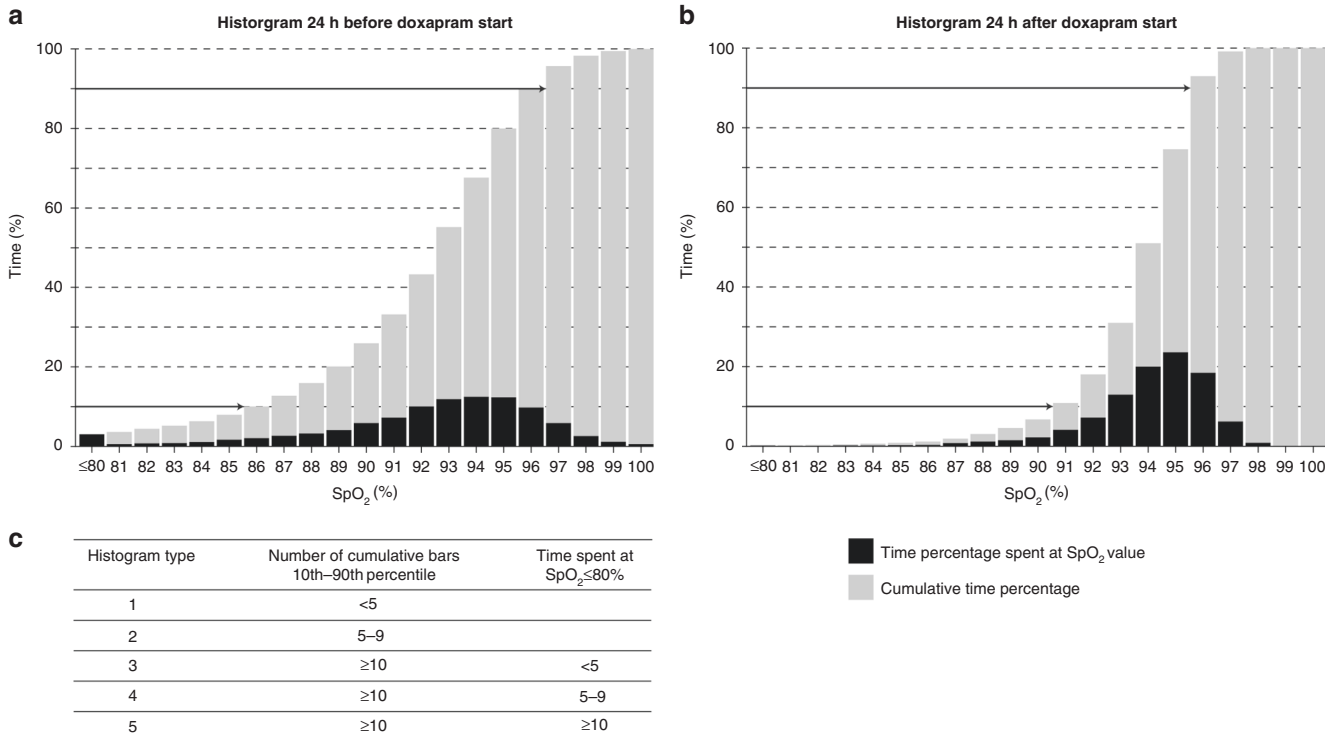 a
Historgram 24 h before doxapram start
100
80
60
40
20
0
Time (%)
≤80 81 82 83 84 85 86 87 88 89 90 91 92 93 94 95 96 97 98 99 100
SpO2 (%)
b
Historgram 24 h after doxapram start
100
80
60
40
20
0
Time (%)
≤80 81 82 83 84 85 86 87 88 89 90 91 92 93 94 95 96 97 98 99 100
SpO2 (%)
c
Histogram type Number of cumulative bars Time spent at
10th–90th percentile SpO2≤80%
1 <5
2 5–9
3 ≥10 <5
4 ≥10 5–9
5 ≥10 ≥10
Time percentage spent at SpO2 value
Cumulative time percentage